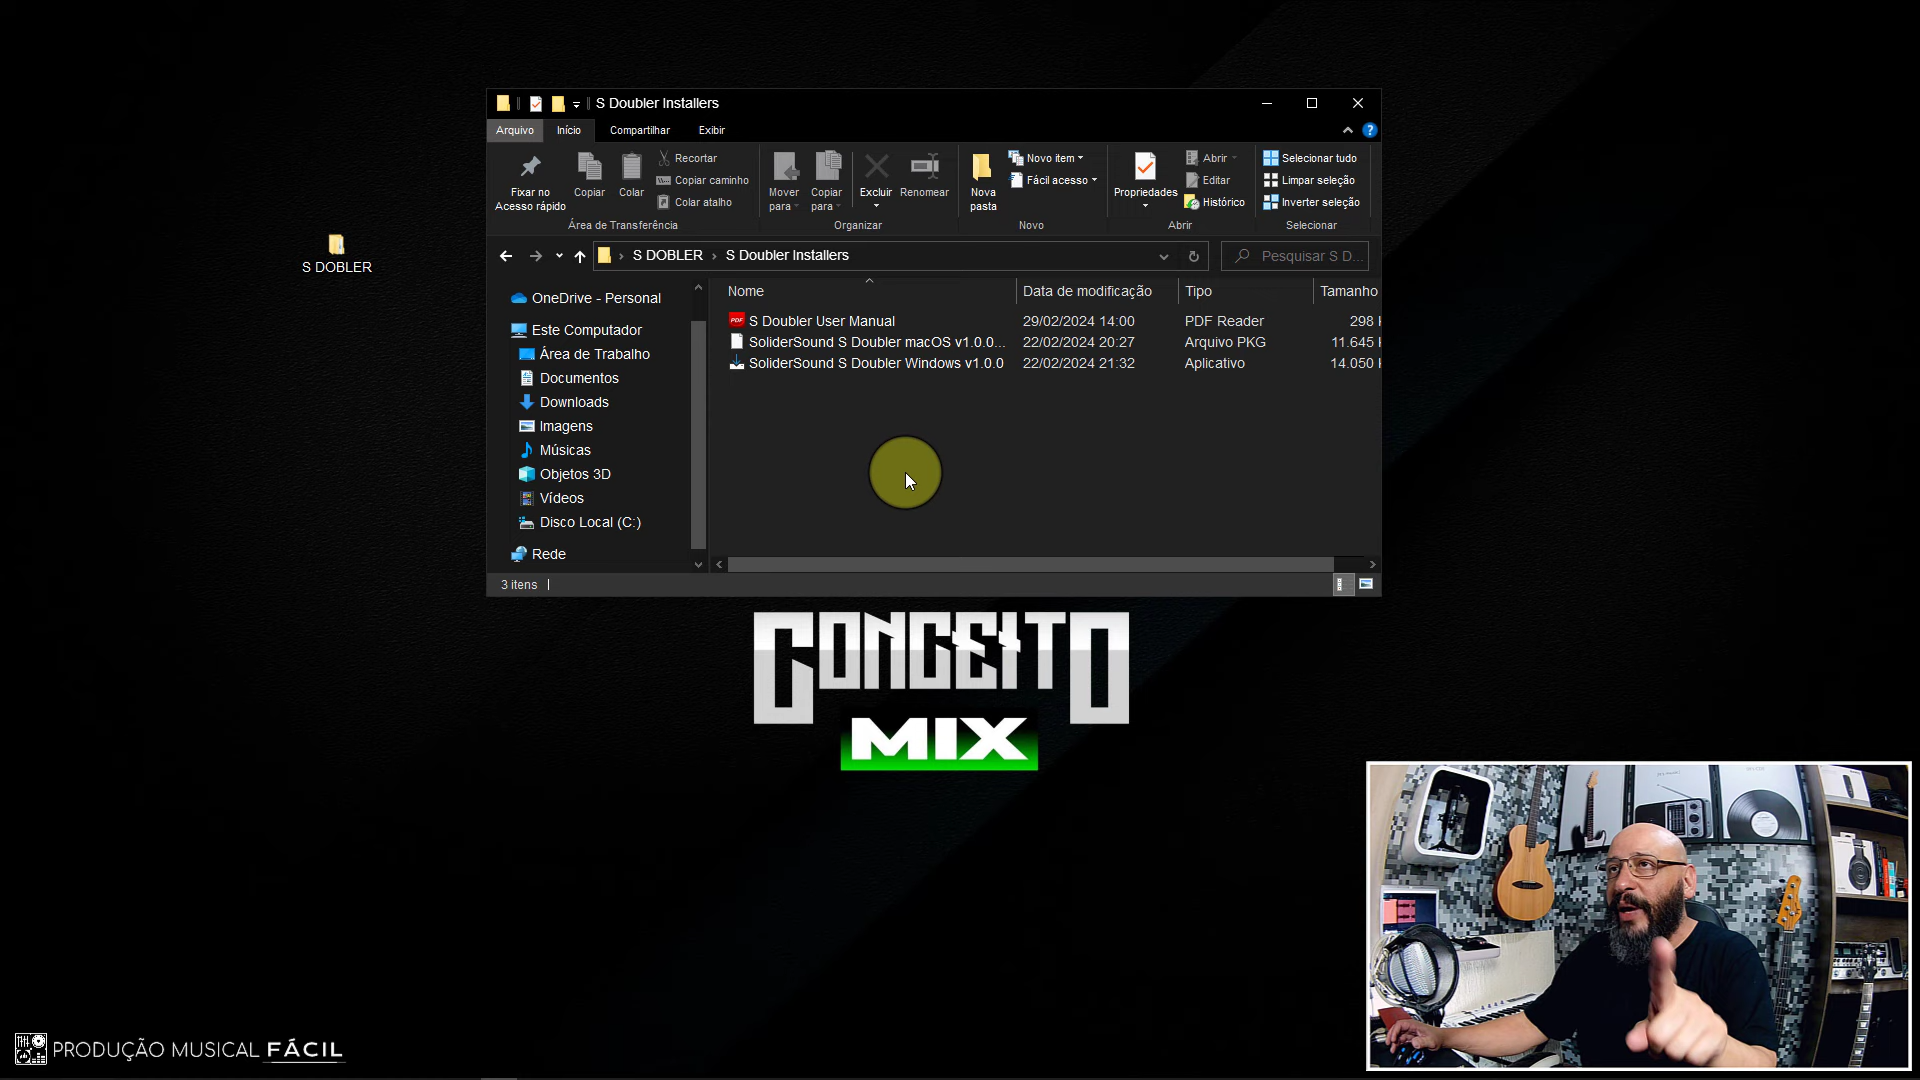 S Doubler Installers
Arquivo Início Compartilhar Exibir
Fixar no
Acesso rápido
Copiar
Colar
Recortar
Copiar caminho
Colar atalho
Área de Transferência
Mover
para
Copiar
para
Excluir
Renomear
Organizar
Nova
pasta
Novo item
Fácil acesso
Novo
Propriedades
Abrir
Editar
Histórico
Abrir
Selecionar tudo
Limpar seleção
Inverter seleção
Selecionar
S DOBLER
S DOBLER › S Doubler Installers
Pesquisar S D...
OneDrive - Personal
Este Computador
Área de Trabalho
Documentos
Downloads
Imagens
Músicas
Objetos 3D
Vídeos
Disco Local (C:)
Rede
Nome Data de modificação Tipo Tamanho
PDF S Doubler User Manual 29/02/2024 14:00 PDF Reader 298
SoliderSound S Doubler macOS v1.0.0... 22/02/2024 20:27 Arquivo PKG 11.645
SoliderSound S Doubler Windows v1.0.0 22/02/2024 21:32 Aplicativo 14.050
3 itens
CONCEITO
MIX
PRODUÇÃO MUSICAL FÁCIL